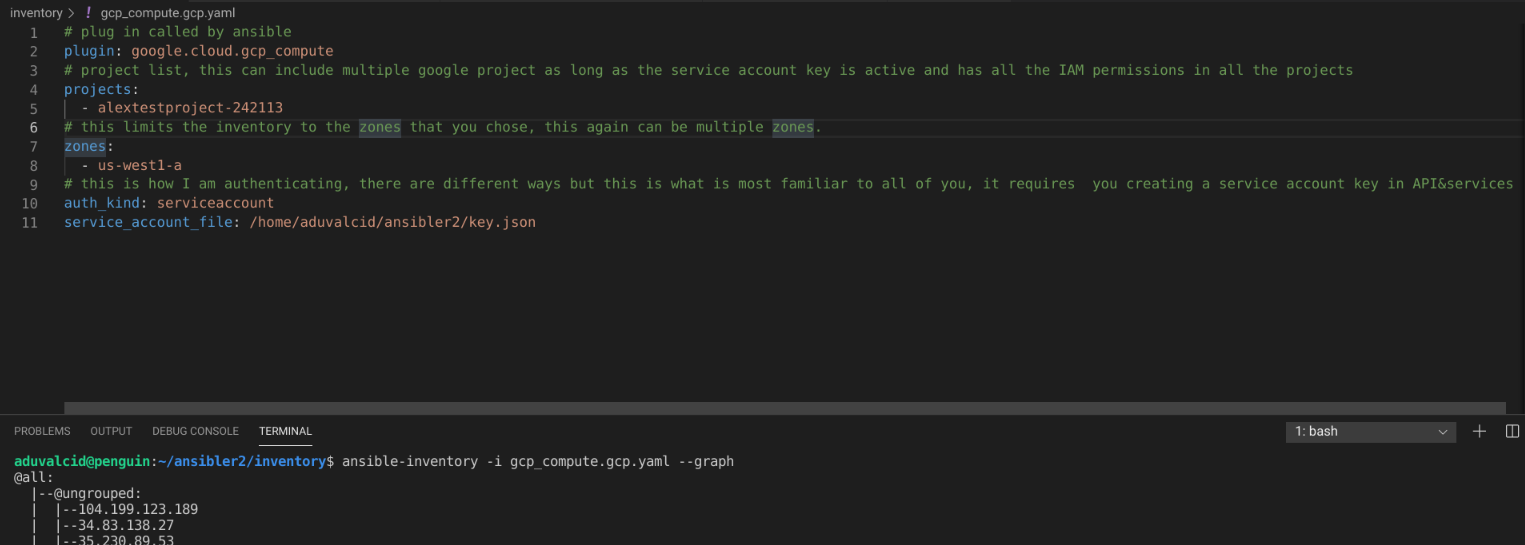 inventory > ! gcp_compute.gcp.yaml
1 # plug in called by ansible
2 plugin: google.cloud.gcp_compute
3 # project list, this can include multiple google project as long as the service account key is active and has all the IAM permissions in all the projects
4 projects:
5 - alextestproject-242113
6 # this limits the inventory to the zones that you chose, this again can be multiple zones.
7 zones:
8 - us-west1-a
9 # this is how I am authenticating, there are different ways but this is what is most familiar to all of you, it requires  you creating a service account key in API&services
10 auth_kind: serviceaccount
11 service_account_file: /home/aduvalcid/ansibler2/key.json
PROBLEMS OUTPUT DEBUG CONSOLE TERMINAL 1: bash
aduvalcid@penguin:~/ansibler2/inventory$ ansible-inventory -i gcp_compute.gcp.yaml --graph
@all:
|--@ungrouped:
| |--104.199.123.189
| |--34.83.138.27
| |--35.230.89.53